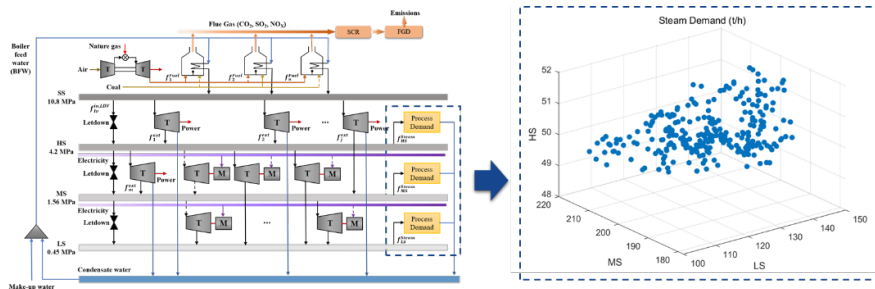 Flue Gas (CO2, SO2, NOX)
Emissions
SCR
FGD
Boiler
feed
water
(BFW)
Nature gas
Air
T
T
Coal
SS
10.8 MPa
Letdown
T
Power
T
Power
...
T
Power
Process
Demand
HS
4.2 MPa
Electricity
Letdown
T
Power
T
M
T
M
T
M
Process
Demand
MS
1.56 MPa
Electricity
Letdown
T
M
...
T
M
Process
Demand
LS
0.45 MPa
Condensate water
Make-up water
Steam Demand (t/h)
HS
52
51
50
49
48
220
210
200
190
180
MS
100
110
120
130
140
150
LS